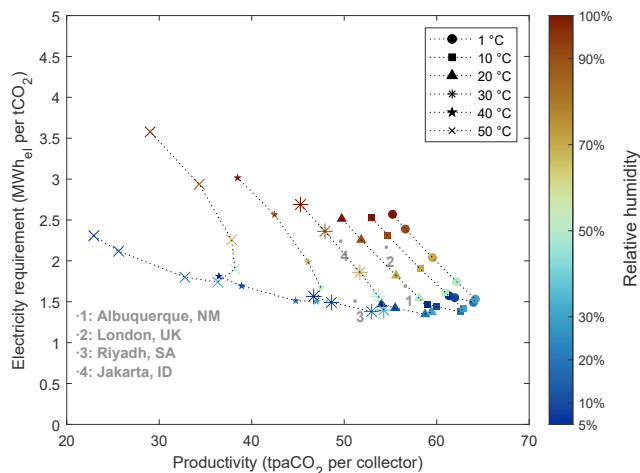 5
4.5
4
3.5
3
2.5
2
1.5
1
0.5
0
Electricity requirement (MWh_el per tCO_2)
1 °C
10 °C
20 °C
30 °C
40 °C
50 °C
1
2
3
4
·1: Albuquerque, NM
·2: London, UK
·3: Riyadh, SA
·4: Jakarta, ID
20 30 40 50 60 70
Productivity (tpaCO_2 per collector)
100%
90%
70%
50%
30%
10%
5%
Relative humidity